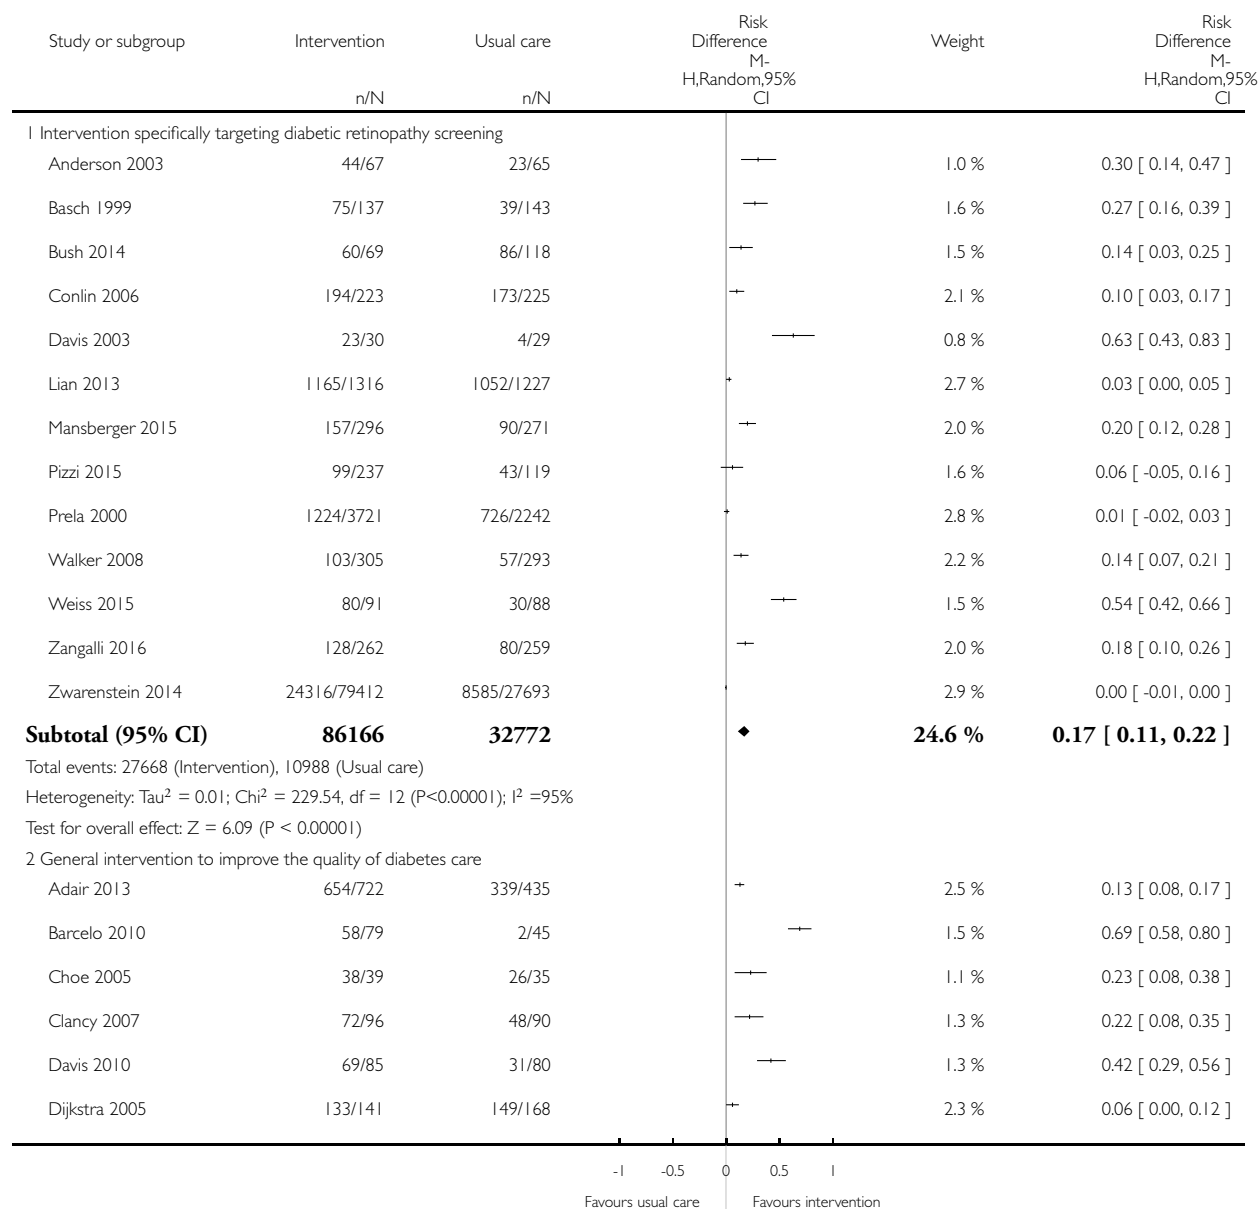 Study or subgroup Intervention Usual care Risk Difference Weight Risk Difference
n/N n/N M-H,Random,95% CI M-H,Random,95% CI
1 Intervention specifically targeting diabetic retinopathy screening
Anderson 2003 44/67 23/65 1.0 % 0.30 [ 0.14, 0.47 ]
Basch 1999 75/137 39/143 1.6 % 0.27 [ 0.16, 0.39 ]
Bush 2014 60/69 86/118 1.5 % 0.14 [ 0.03, 0.25 ]
Conlin 2006 194/223 173/225 2.1 % 0.10 [ 0.03, 0.17 ]
Davis 2003 23/30 4/29 0.8 % 0.63 [ 0.43, 0.83 ]
Lian 2013 1165/1316 1052/1227 2.7 % 0.03 [ 0.00, 0.05 ]
Mansberger 2015 157/296 90/271 2.0 % 0.20 [ 0.12, 0.28 ]
Pizzi 2015 99/237 43/119 1.6 % 0.06 [ -0.05, 0.16 ]
Prela 2000 1224/3721 726/2242 2.8 % 0.01 [ -0.02, 0.03 ]
Walker 2008 103/305 57/293 2.2 % 0.14 [ 0.07, 0.21 ]
Weiss 2015 80/91 30/88 1.5 % 0.54 [ 0.42, 0.66 ]
Zangalli 2016 128/262 80/259 2.0 % 0.18 [ 0.10, 0.26 ]
Zwarenstein 2014 24316/79412 8585/27693 2.9 % 0.00 [ -0.01, 0.00 ]
Subtotal (95% CI) 86166 32772 24.6 % 0.17 [ 0.11, 0.22 ]
Total events: 27668 (Intervention), 10988 (Usual care)
Heterogeneity: Tau² = 0.01; Chi² = 229.54, df = 12 (P<0.00001); I² =95%
Test for overall effect: Z = 6.09 (P < 0.00001)
2 General intervention to improve the quality of diabetes care
Adair 2013 654/722 339/435 2.5 % 0.13 [ 0.08, 0.17 ]
Barcelo 2010 58/79 2/45 1.5 % 0.69 [ 0.58, 0.80 ]
Choe 2005 38/39 26/35 1.1 % 0.23 [ 0.08, 0.38 ]
Clancy 2007 72/96 48/90 1.3 % 0.22 [ 0.08, 0.35 ]
Davis 2010 69/85 31/80 1.3 % 0.42 [ 0.29, 0.56 ]
Dijkstra 2005 133/141 149/168 2.3 % 0.06 [ 0.00, 0.12 ]
-1 -0.5 0 0.5 1
Favours usual care Favours intervention